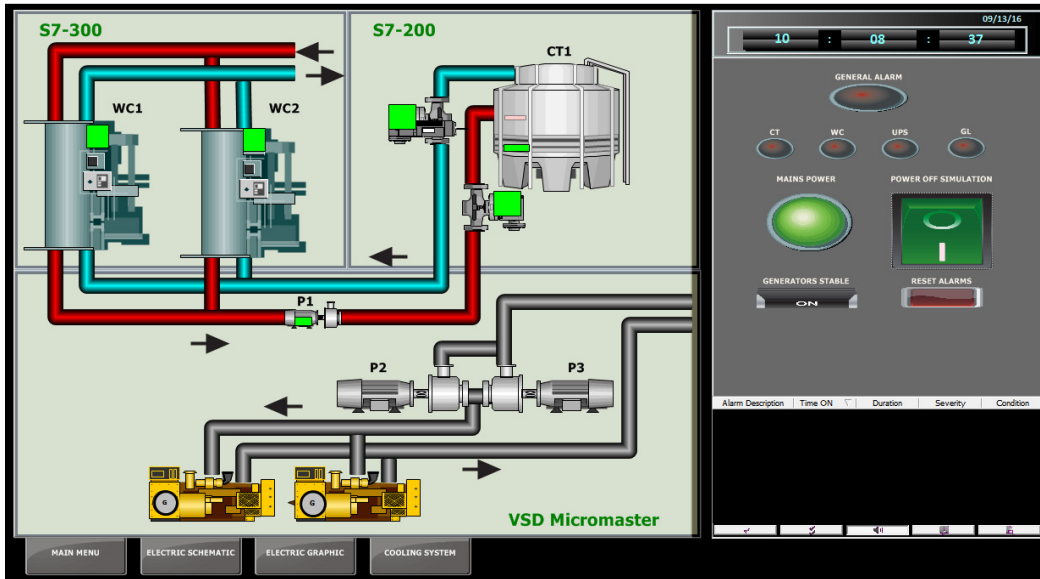 S7-300
S7-200
09/13/16
10 : 08 : 37
CT1
WC1
WC2
GENERAL ALARM
CT
WC
UPS
GL
MAINS POWER
POWER OFF SIMULATION
GENERATORS STABLE
RESET ALARMS
ON
P1
P2
P3
Alarm Description Time ON Duration Severity Condition
G
G
VSD Micromaster
MAIN MENU
ELECTRIC SCHEMATIC
ELECTRIC GRAPHIC
COOLING SYSTEM